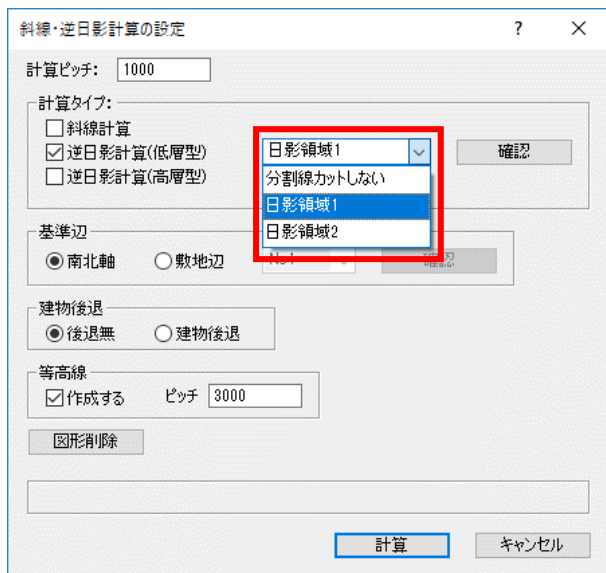 斜線・逆日影計算の設定
?
計算ピッチ： 1000
計算タイプ：
斜線計算
逆日影計算(低層型) 日影領域1 確認
逆日影計算(高層型) 分割線カットしない
日影領域1
日影領域2
基準辺
南北軸 敷地辺 No1 確認
建物後退
後退無 建物後退
等高線
作成する ピッチ 3000
図形削除
計算 キャンセル